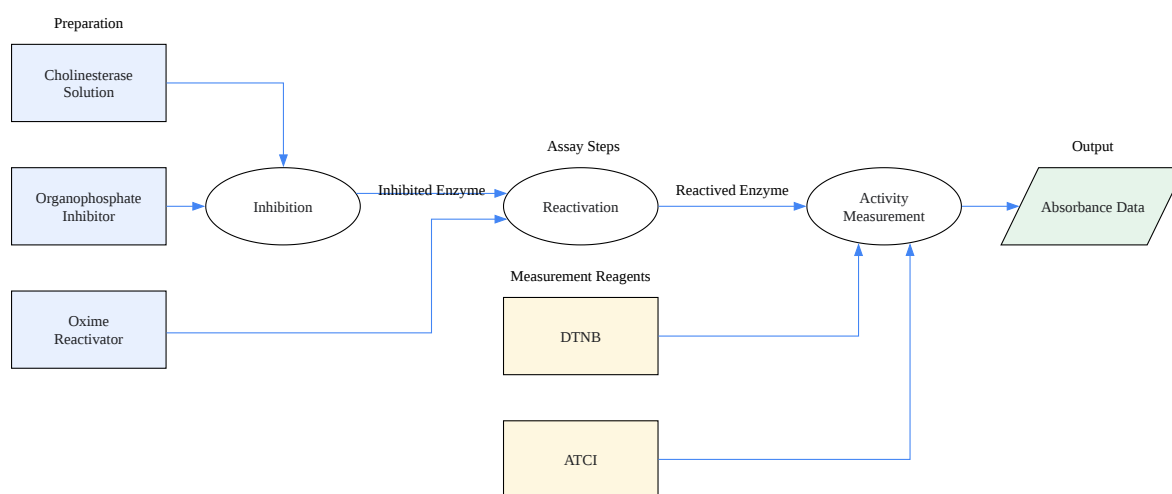 Preparation
Cholinesterase
Solution
Organophosphate
Inhibitor
Oxime
Reactivator
Inhibition
Inhibited Enzyme
Assay Steps
Reactivation
Reactived Enzyme
Measurement Reagents
DTNB
ATCI
Activity
Measurement
Output
Absorbance Data